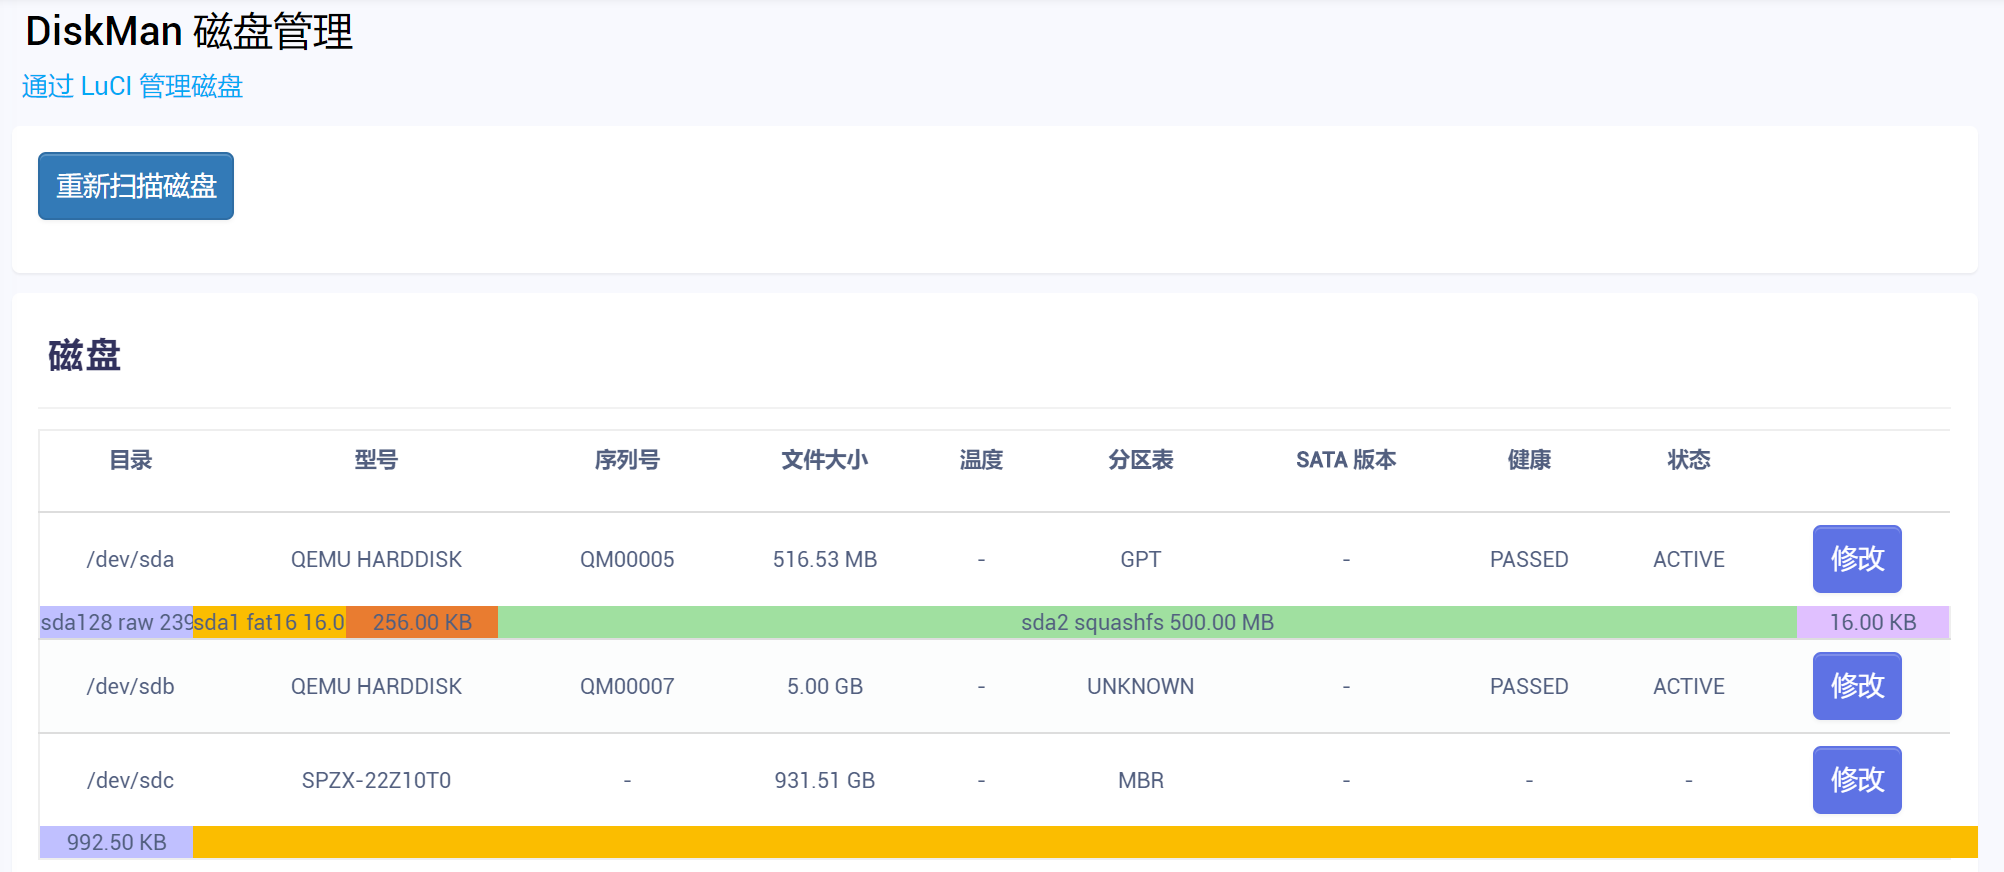 DiskMan 磁盘管理
通过 LuCI 管理磁盘
重新扫描磁盘
磁盘
目录 型号 序列号 文件大小 温度 分区表 SATA 版本 健康 状态
/dev/sda QEMU HARDDISK QM00005 516.53 MB - GPT - PASSED ACTIVE 修改
sda128 raw 239 sda1 fat16 16.0 256.00 KB sda2 squashfs 500.00 MB 16.00 KB
/dev/sdb QEMU HARDDISK QM00007 5.00 GB - UNKNOWN - PASSED ACTIVE 修改
/dev/sdc SPZX-22Z10T0 - 931.51 GB - MBR - - - 修改
992.50 KB